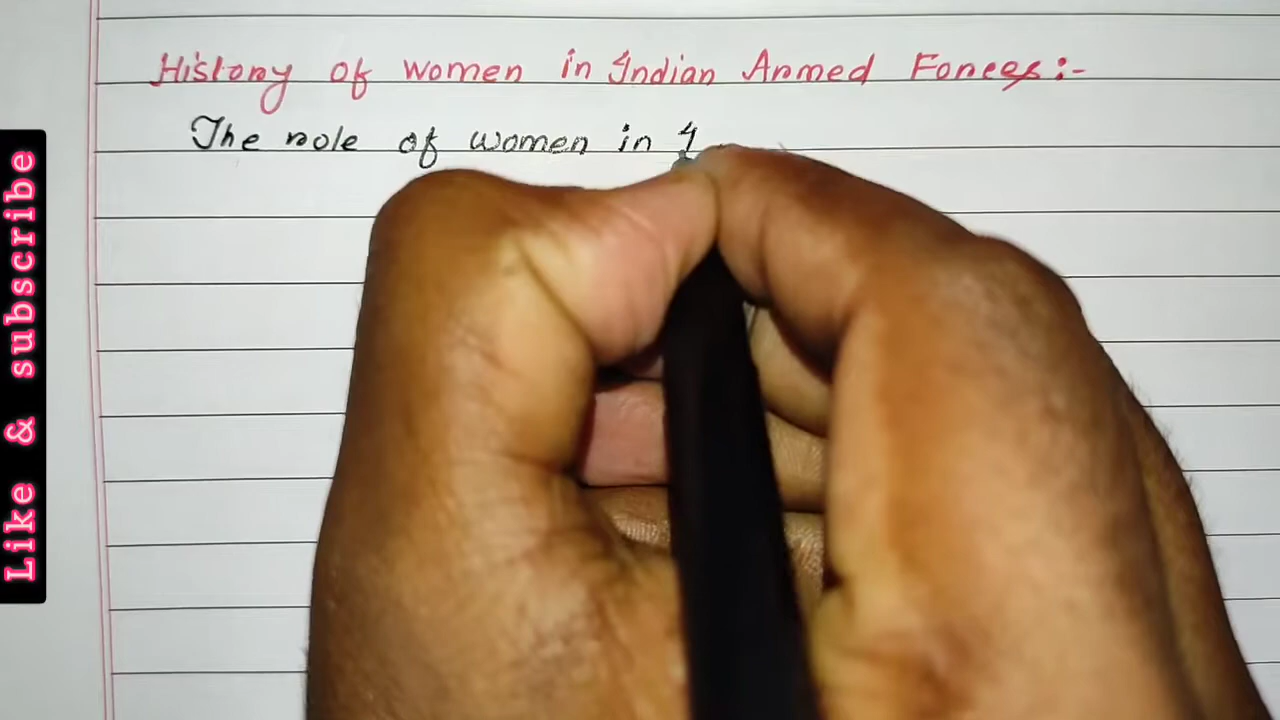 History of women in Indian Armed Forces:-
The role of women in I
Like & subscribe